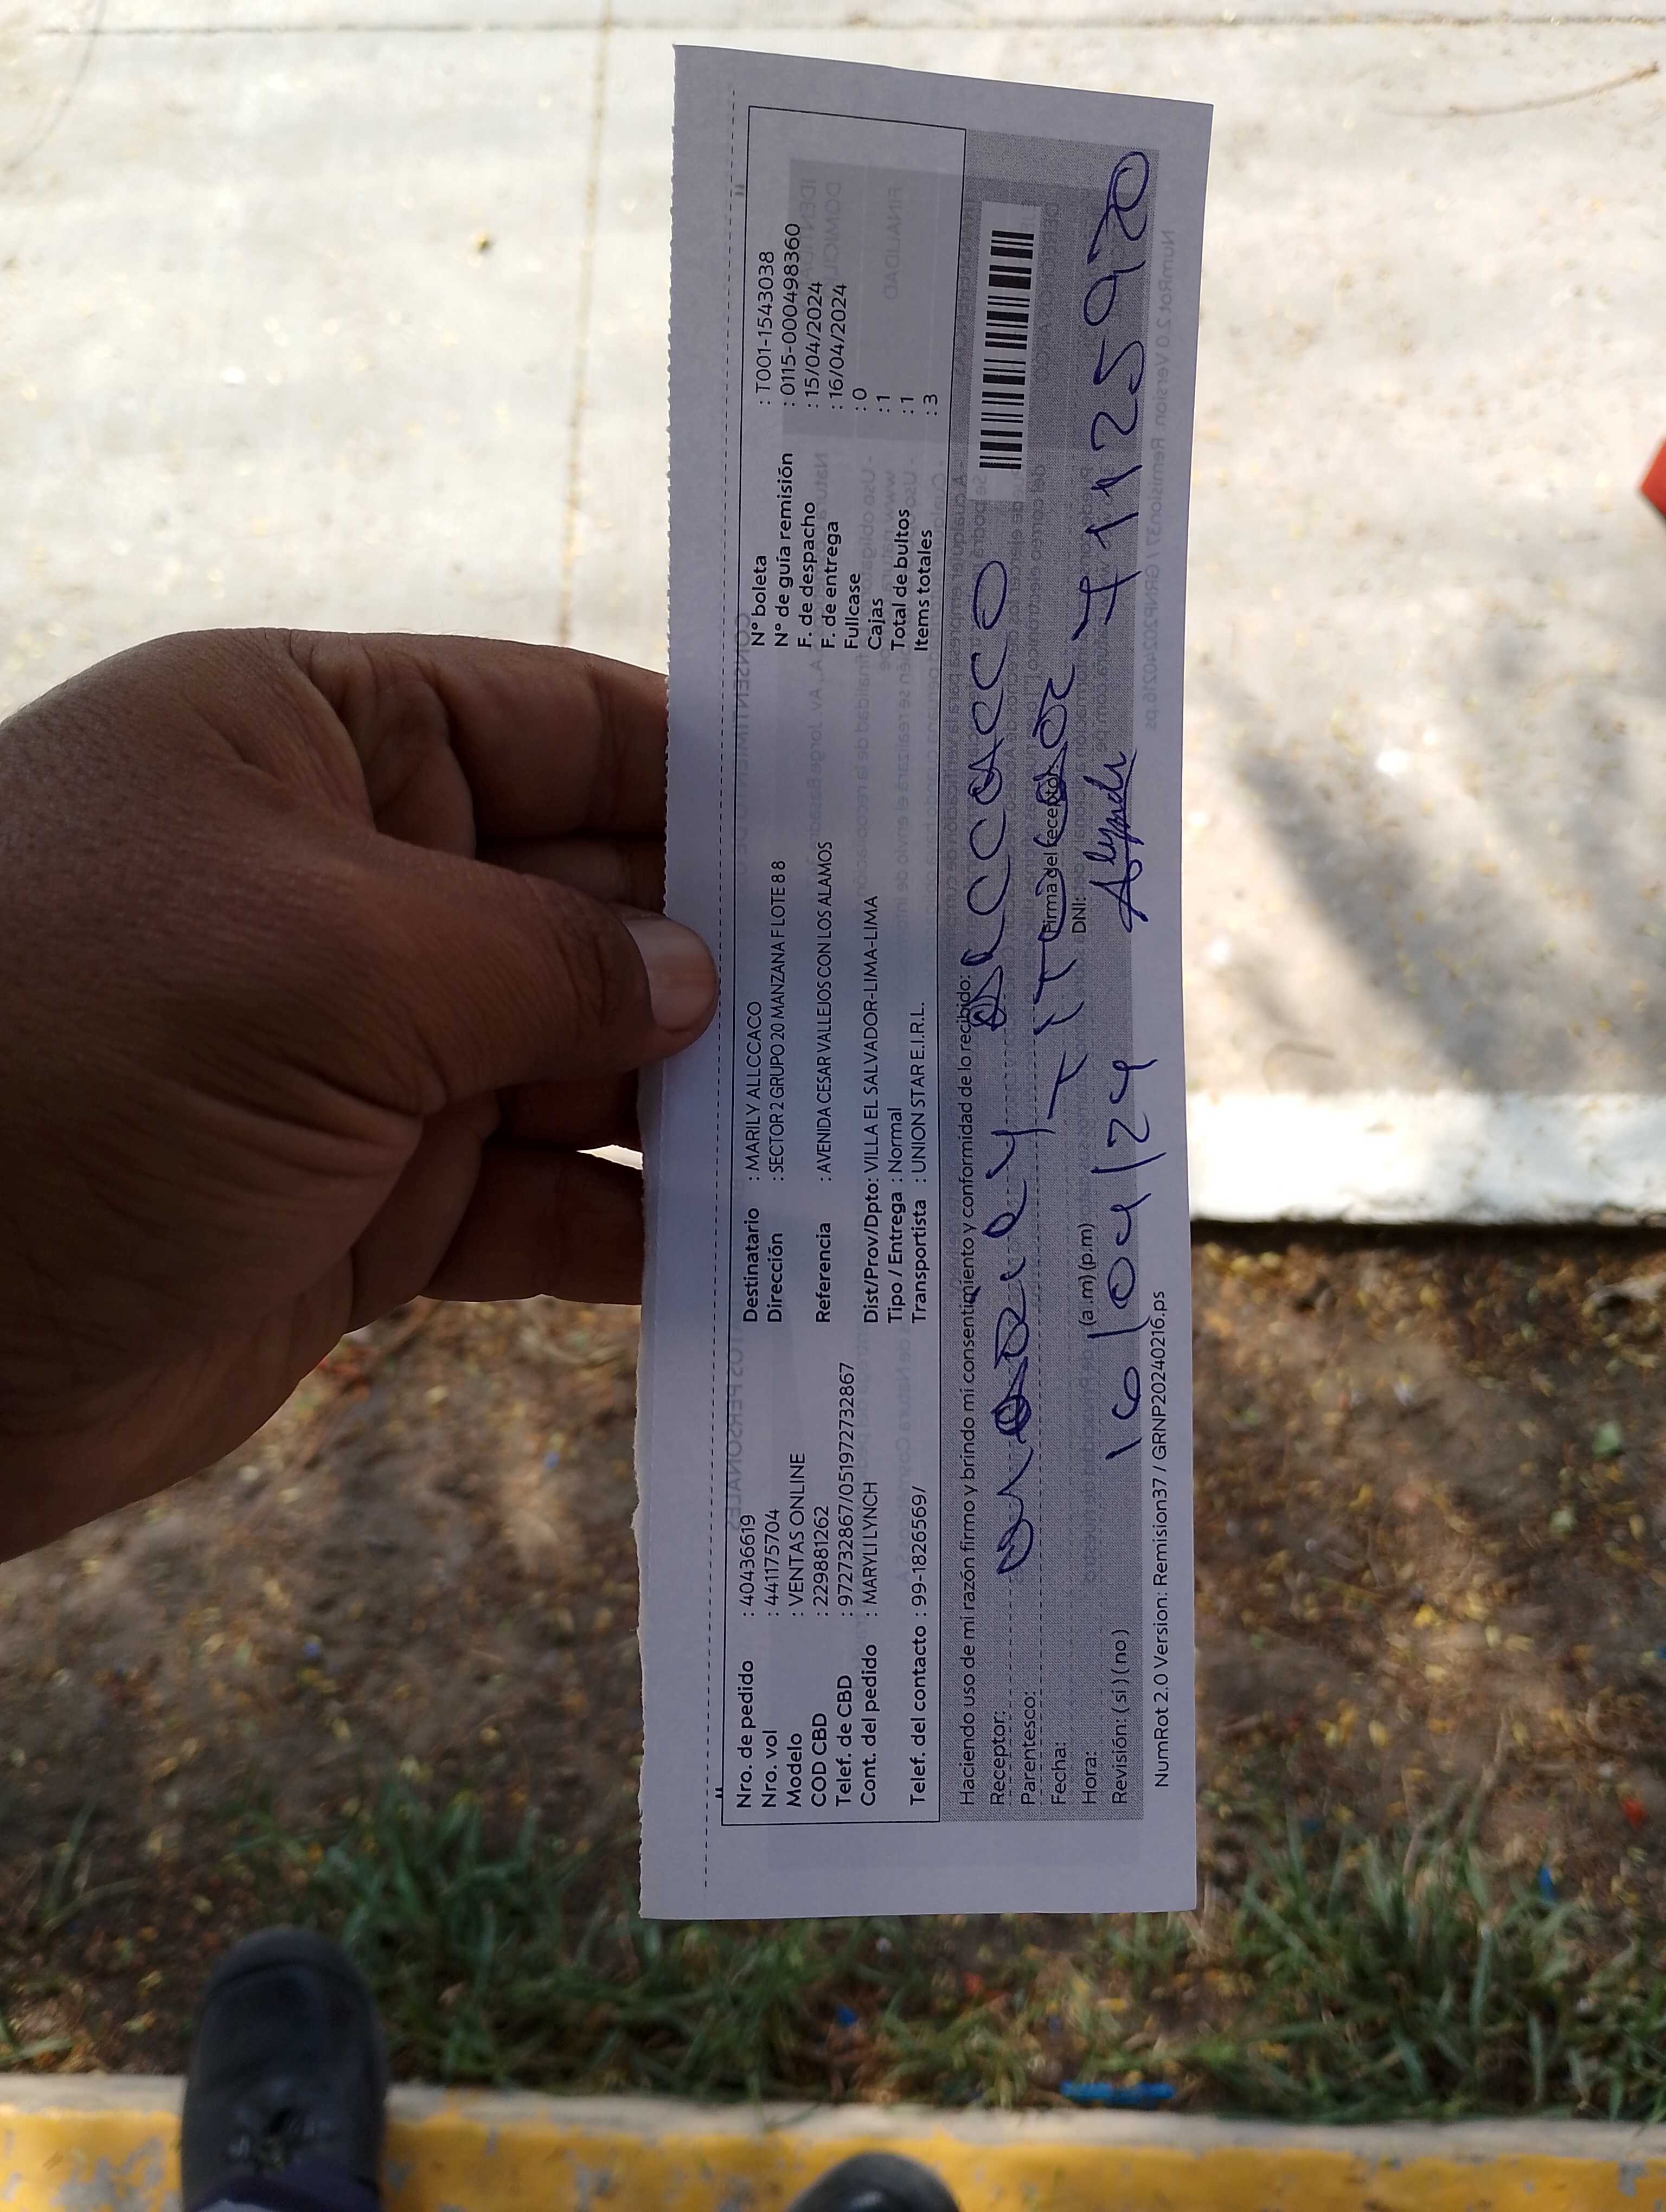 Nro. de pedido : 40436619 Destinatario : MARILY ALLCCACO N° boleta : T001-1543038
Nro. vol : 441175704 Dirección : SECTOR 2 GRUPO 20 MANZANA F LOTE 8 8 N° de guía remisión : 0115-0000498360
Modelo : VENTAS ONLINE F. de despacho : 15/04/2024
COD CBD : 229881262 Referencia : AVENIDA CESAR VALLEJOS CON LOS ALAMOS F. de entrega : 16/04/2024
Telef. de CBD : 972732867/051972732867 Fullcase : 0
Cont. del pedido : MARYLI LYNCH Dist/Prov/Dpto: VILLA EL SALVADOR-LIMA-LIMA Cajas : 1
Tipo / Entrega : Normal Total de bultos : 1
Telef. del contacto : 99-1826569/ Transportista : UNION STAR E.I.R.L. Items totales : 3
Haciendo uso de mi razón firmo y brindo mi consentimiento y conformidad de lo recibido:
Receptor: ALCCACCO
Parentesco: TITULAR
Fecha: Firma del receptor:
Hora: (a.m) (p.m) DNI:
16/04/24 41125920
Revisión: ( si ) ( no )
NumRot 2.0 Version: Remision37 / GRNP20240216.ps